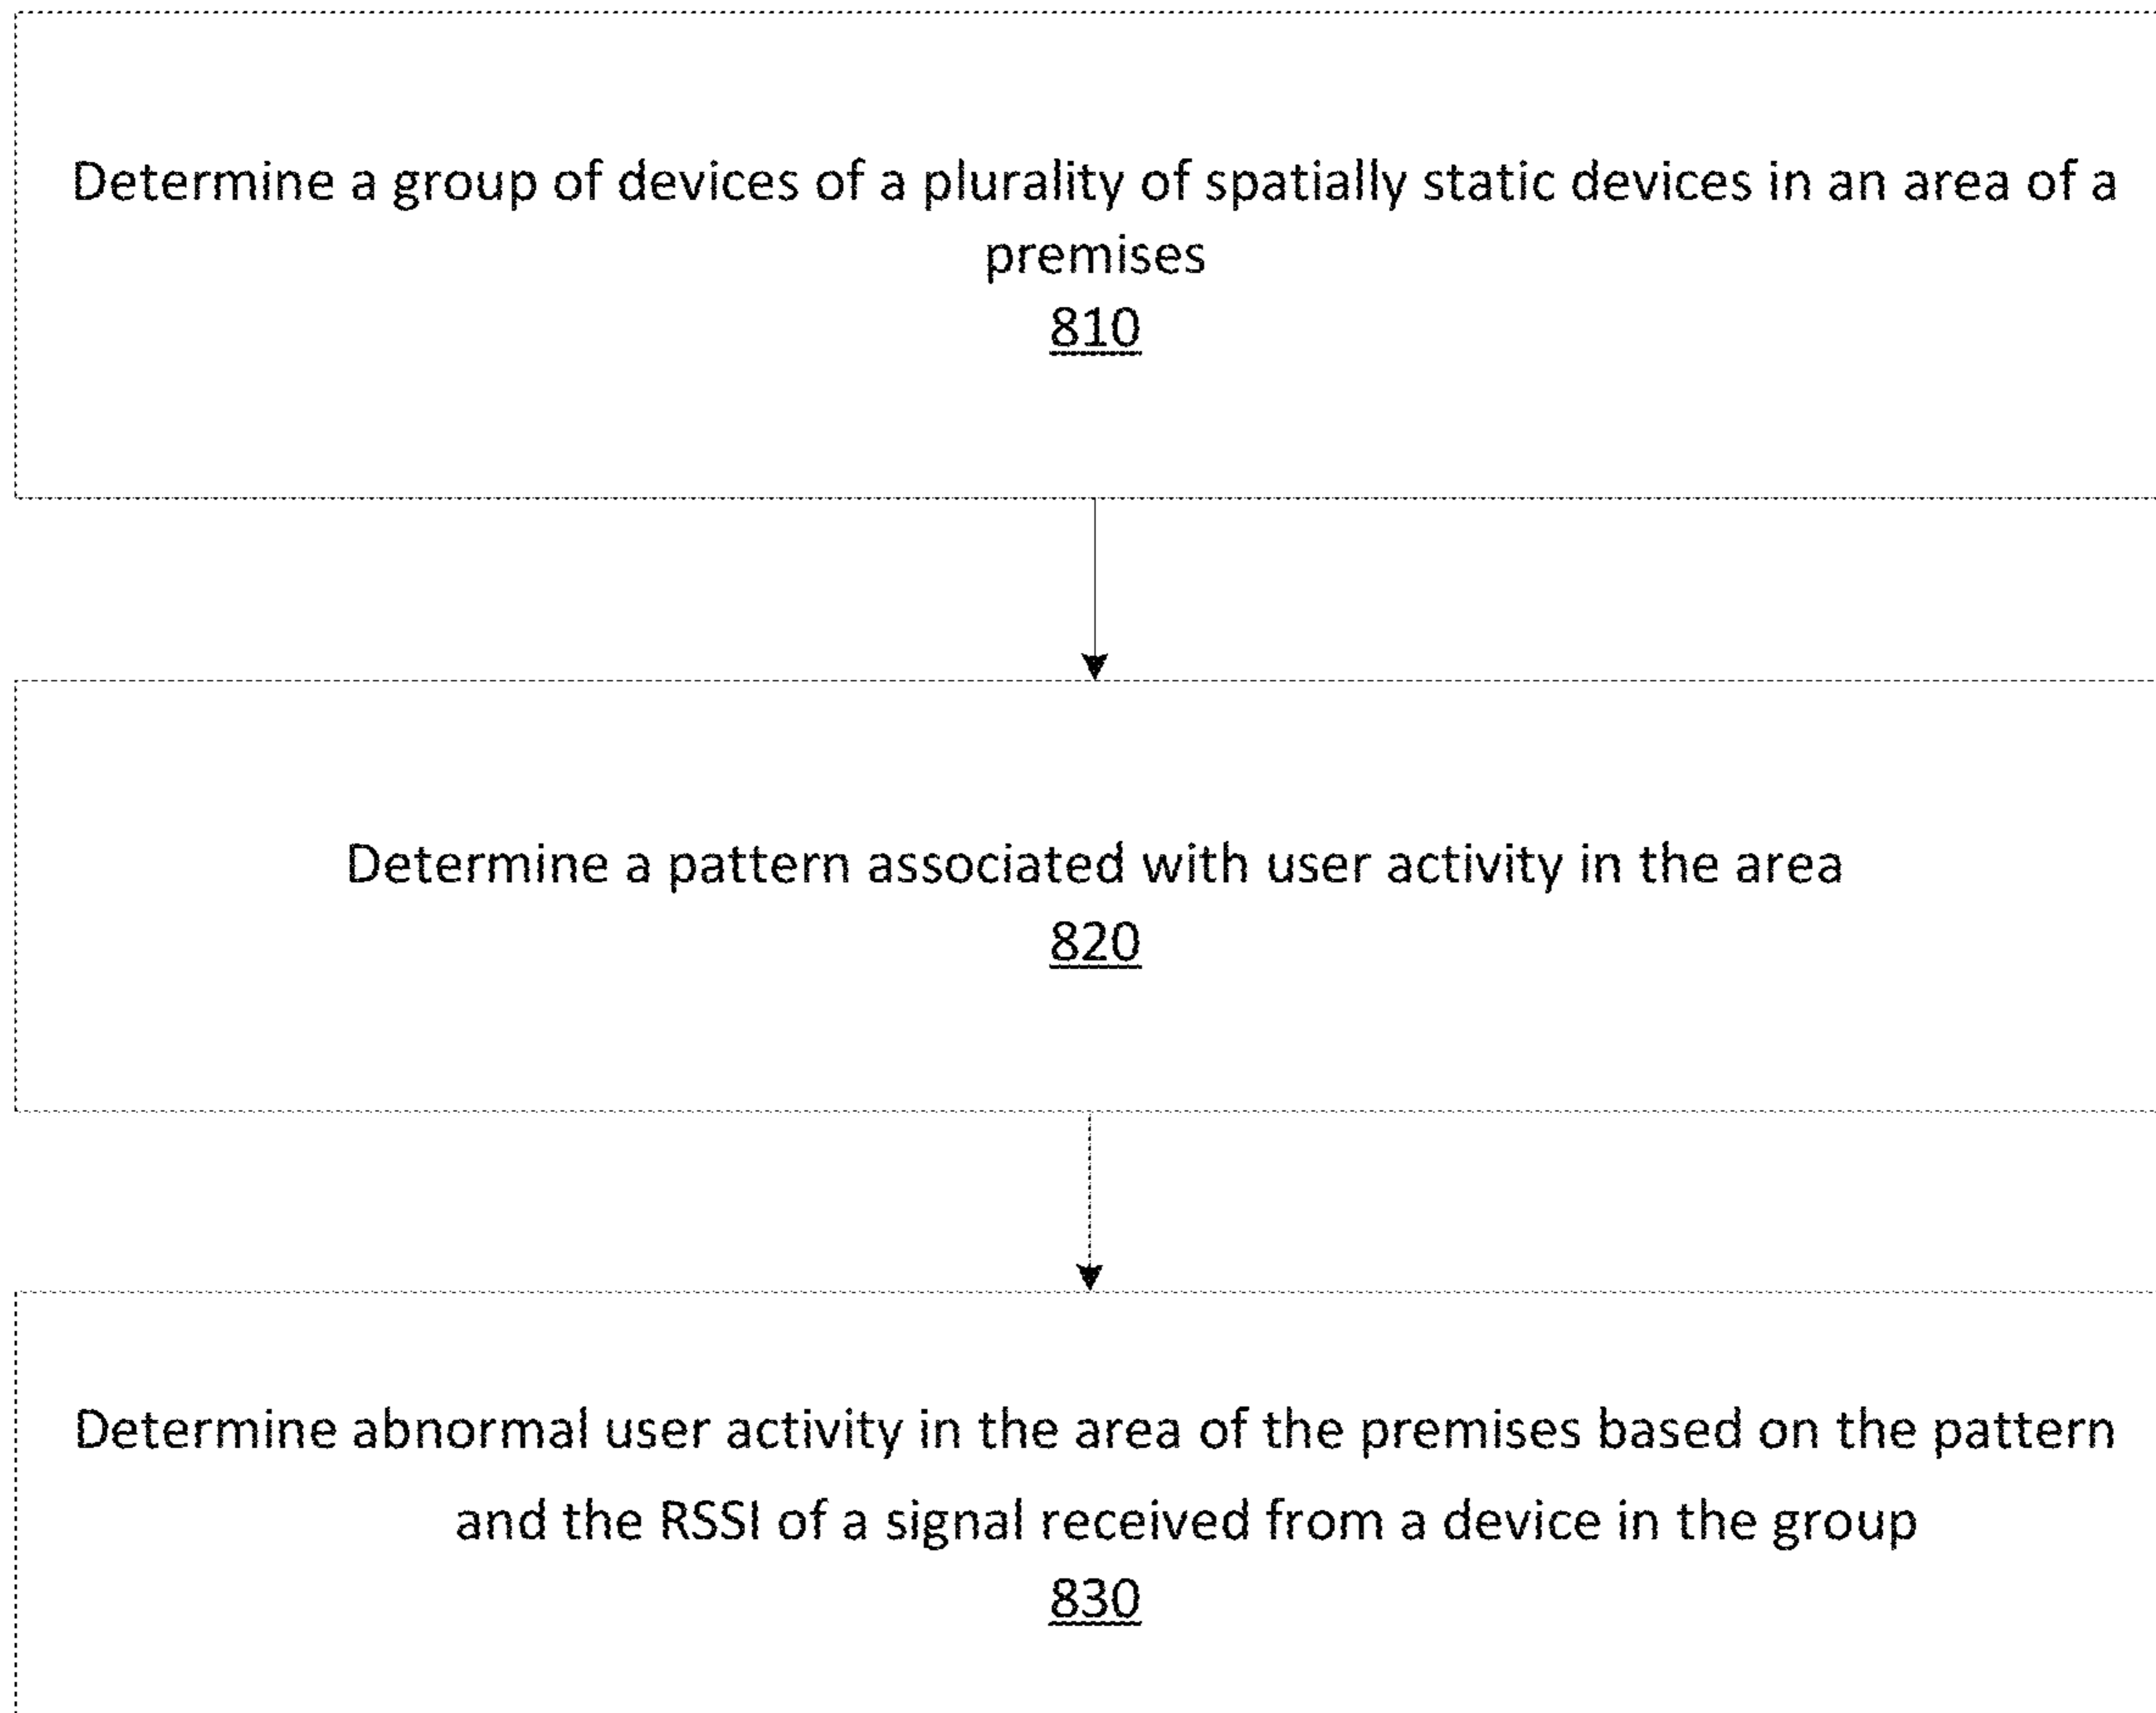 Determine a group of devices of a plurality of spatially static devices in an area of a
premises
810
Determine a pattern associated with user activity in the area
820
Determine abnormal user activity in the area of the premises based on the pattern
and the RSSI of a signal received from a device in the group
830